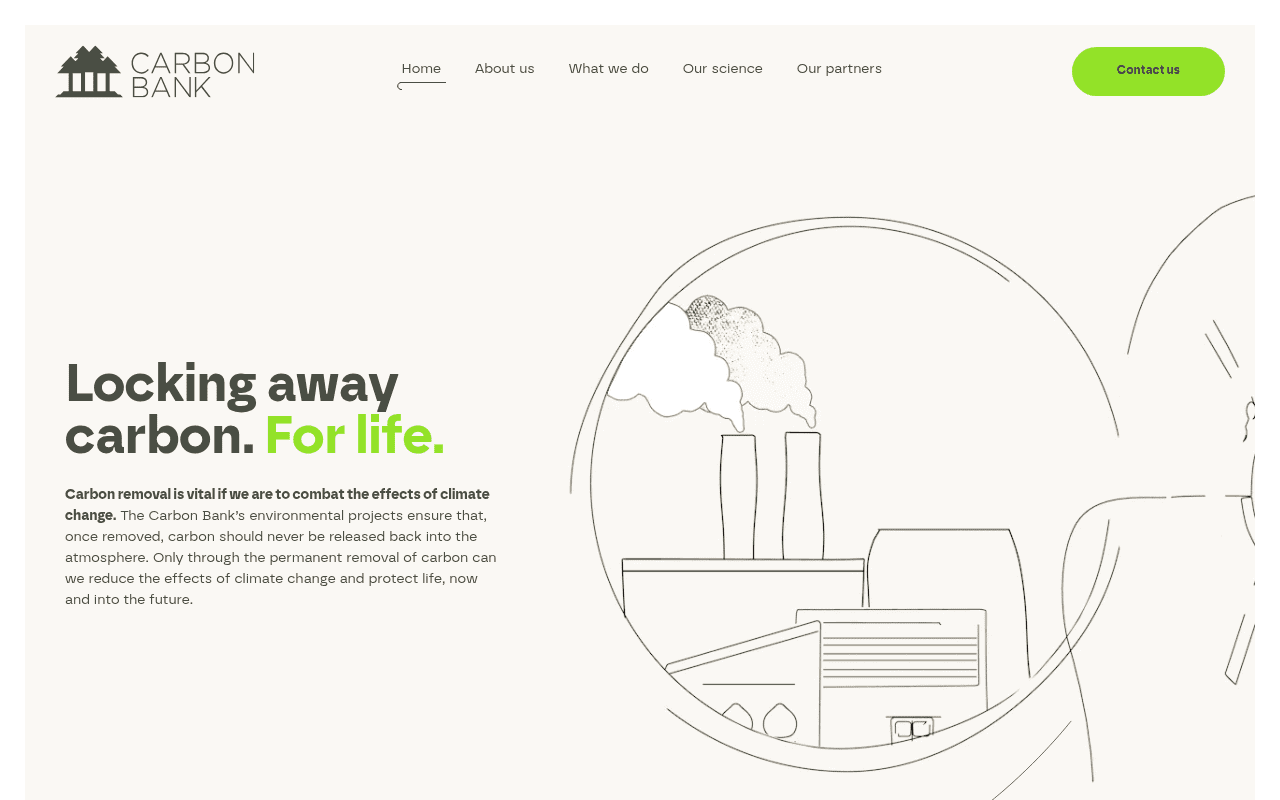 CARBON
BANK
Home
About us
What we do
Our science
Our partners
Contact us
Locking away
carbon. For life.
Carbon removal is vital if we are to combat the effects of climate
change. The Carbon Bank’s environmental projects ensure that,
once removed, carbon should never be released back into the
atmosphere. Only through the permanent removal of carbon can
we reduce the effects of climate change and protect life, now
and into the future.